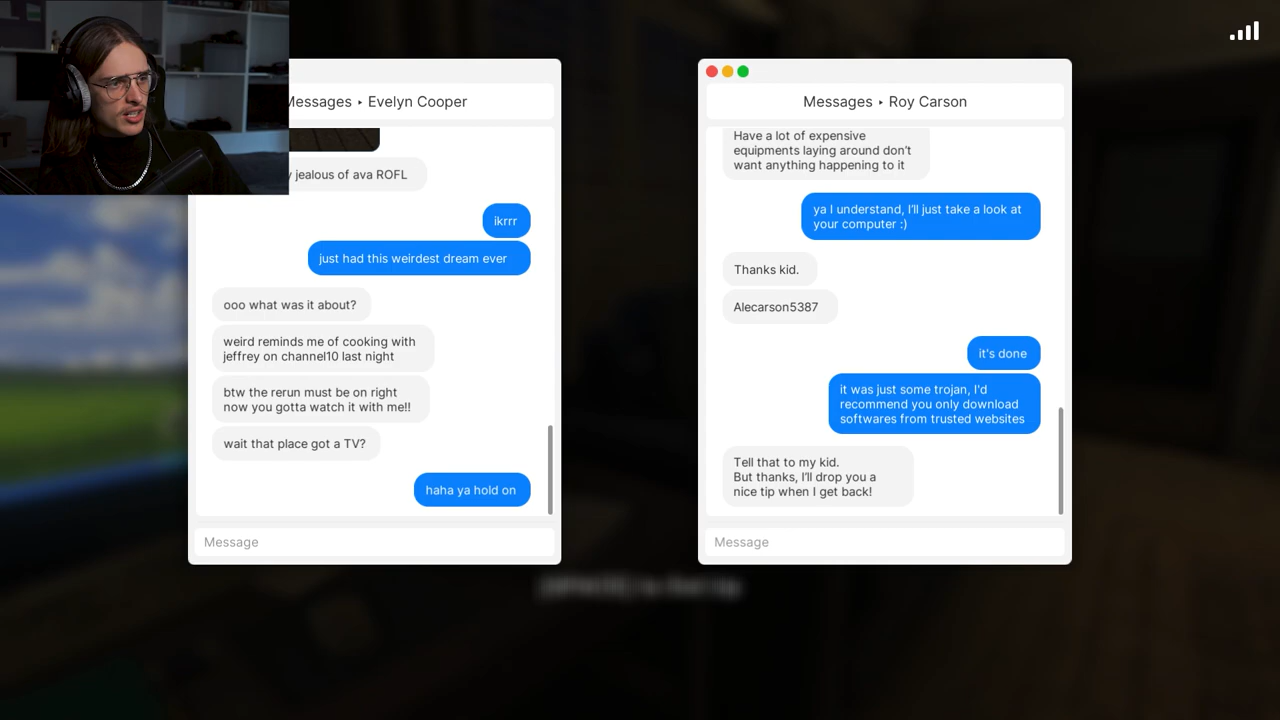 Messages ▸ Evelyn Cooper
jealous of ava ROFL
ikrrr
just had this weirdest dream ever
ooo what was it about?
weird reminds me of cooking with
jeffrey on channel10 last night
btw the rerun must be on right
now you gotta watch it with me!!
wait that place got a TV?
haha ya hold on
Message
Messages ▸ Roy Carson
Have a lot of expensive
equipments laying around don't
want anything happening to it
ya I understand, I'll just take a look at
your computer :)
Thanks kid.
Alecarson5387
it's done
it was just some trojan, I'd
recommend you only download
softwares from trusted websites
Tell that to my kid.
But thanks, I'll drop you a
nice tip when I get back!
Message